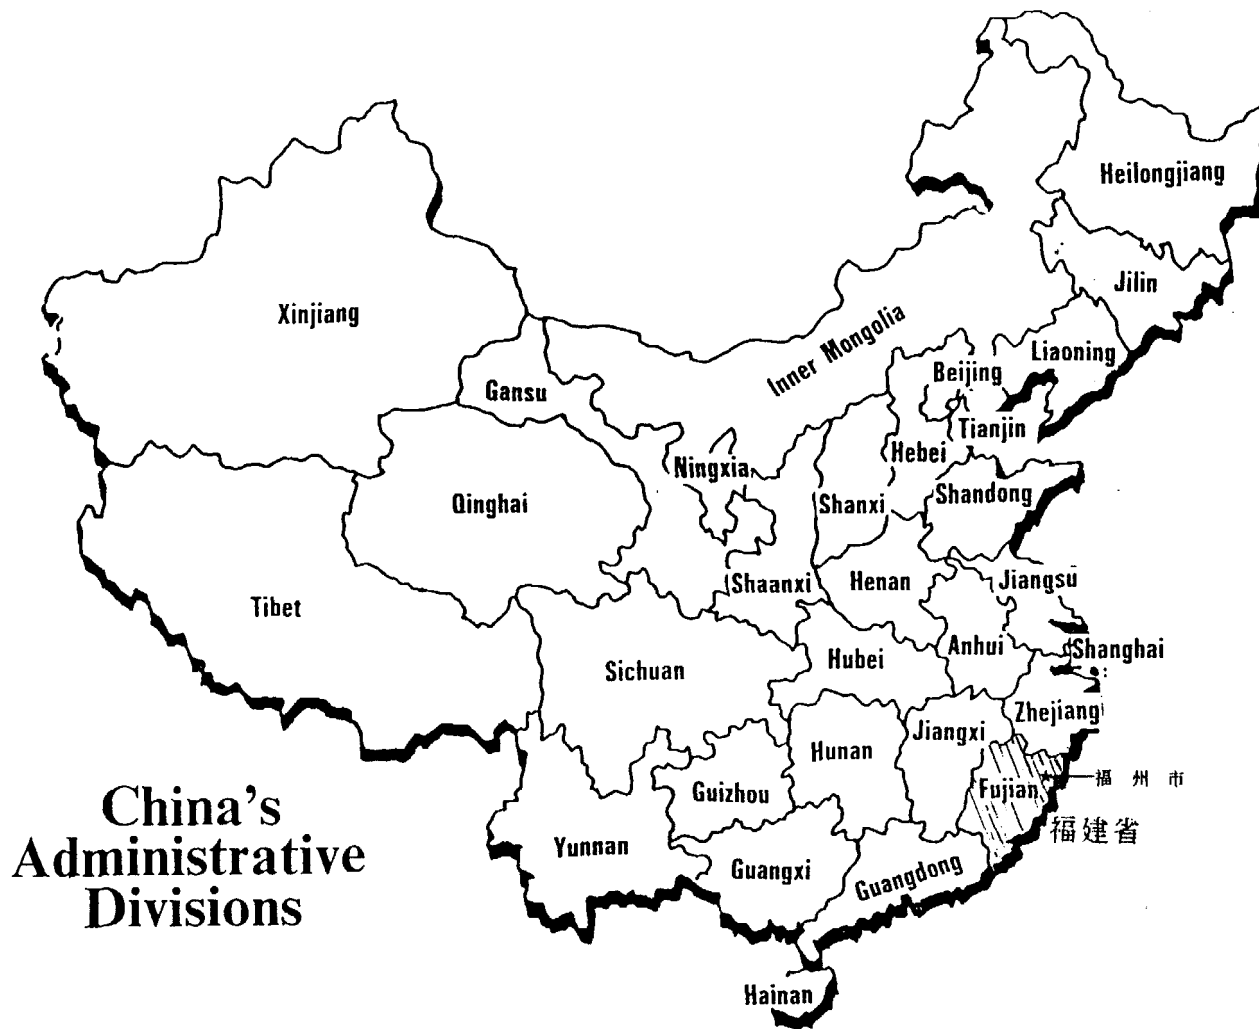 Heilongjiang
Jilin
Xinjiang
Inner Mongolia
Liaoning
Beijing
Gansu
Tianjin
Hebei
Ningxia
Shandong
Qinghai
Shanxi
Shaanxi
Henan
Jiangsu
Tibet
Anhui
Shanghai
Hubei
Sichuan
Zhejiang
Jiangxi
Hunan
福州市
Fujian
Guizhou
China's
Administrative
Divisions
福建省
Yunnan
Guangxi
Guangdong
Hainan